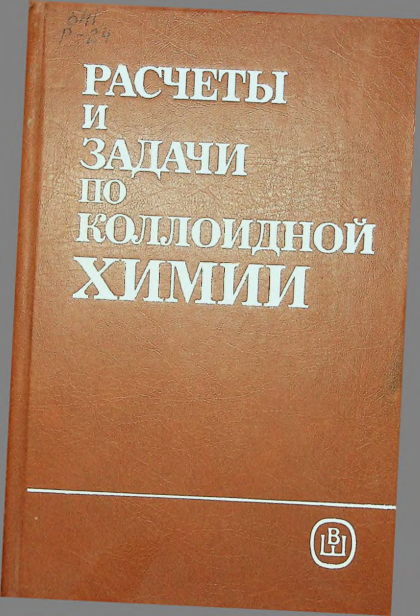 РАСЧЕТЫ
И
ЗАДАЧИ
ПО
КОЛЛОИДНОЙ
ХИМИИ